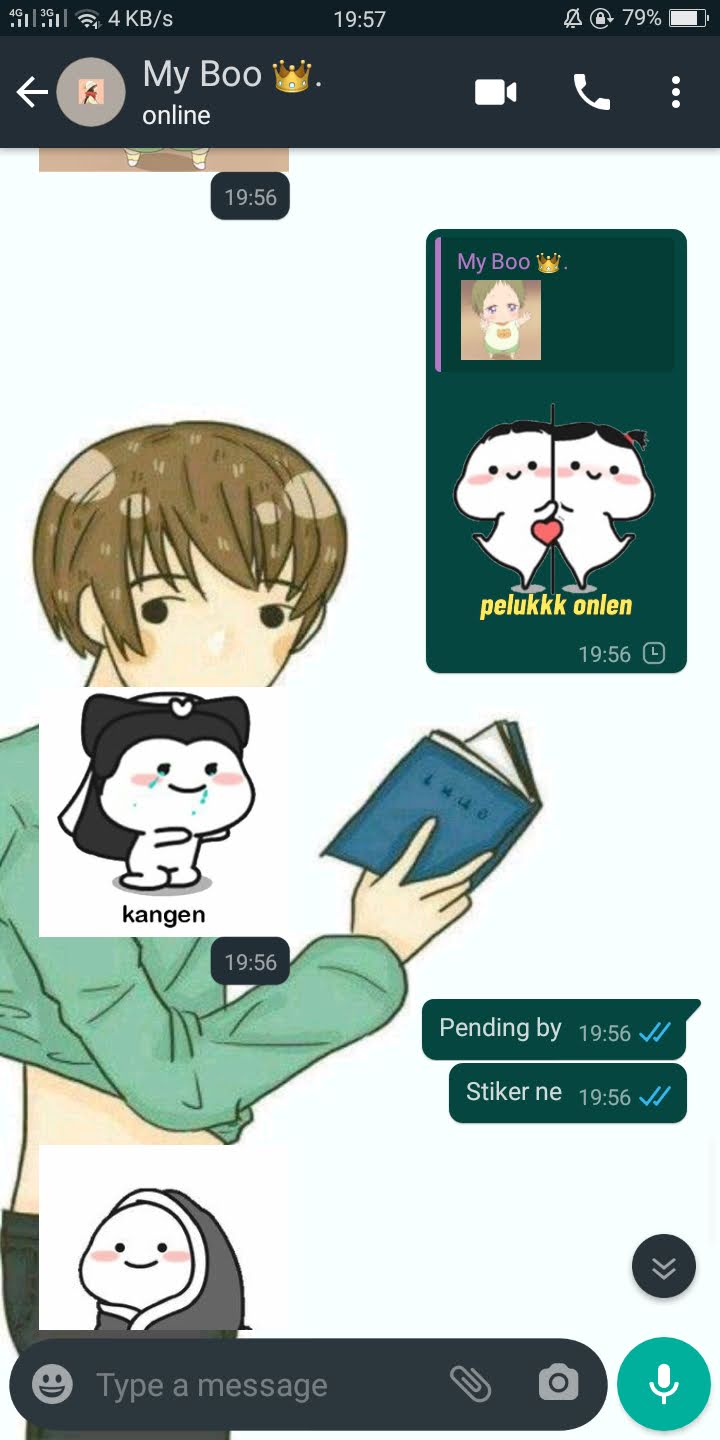 4G 3G 4 KB/s 19:57 79%
My Boo 👑.
online
19:56
My Boo 👑.
pelukkk onlen
19:56
kangen
19:56
Pending by 19:56
Stiker ne 19:56
Type a message